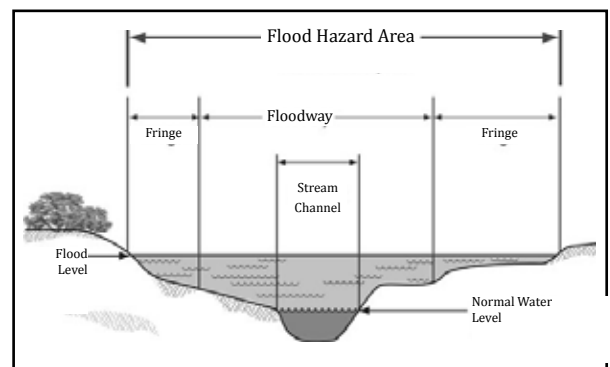 Flood Hazard Area
Floodway
Fringe
Fringe
Stream
Channel
Flood
Level
Normal Water
Level